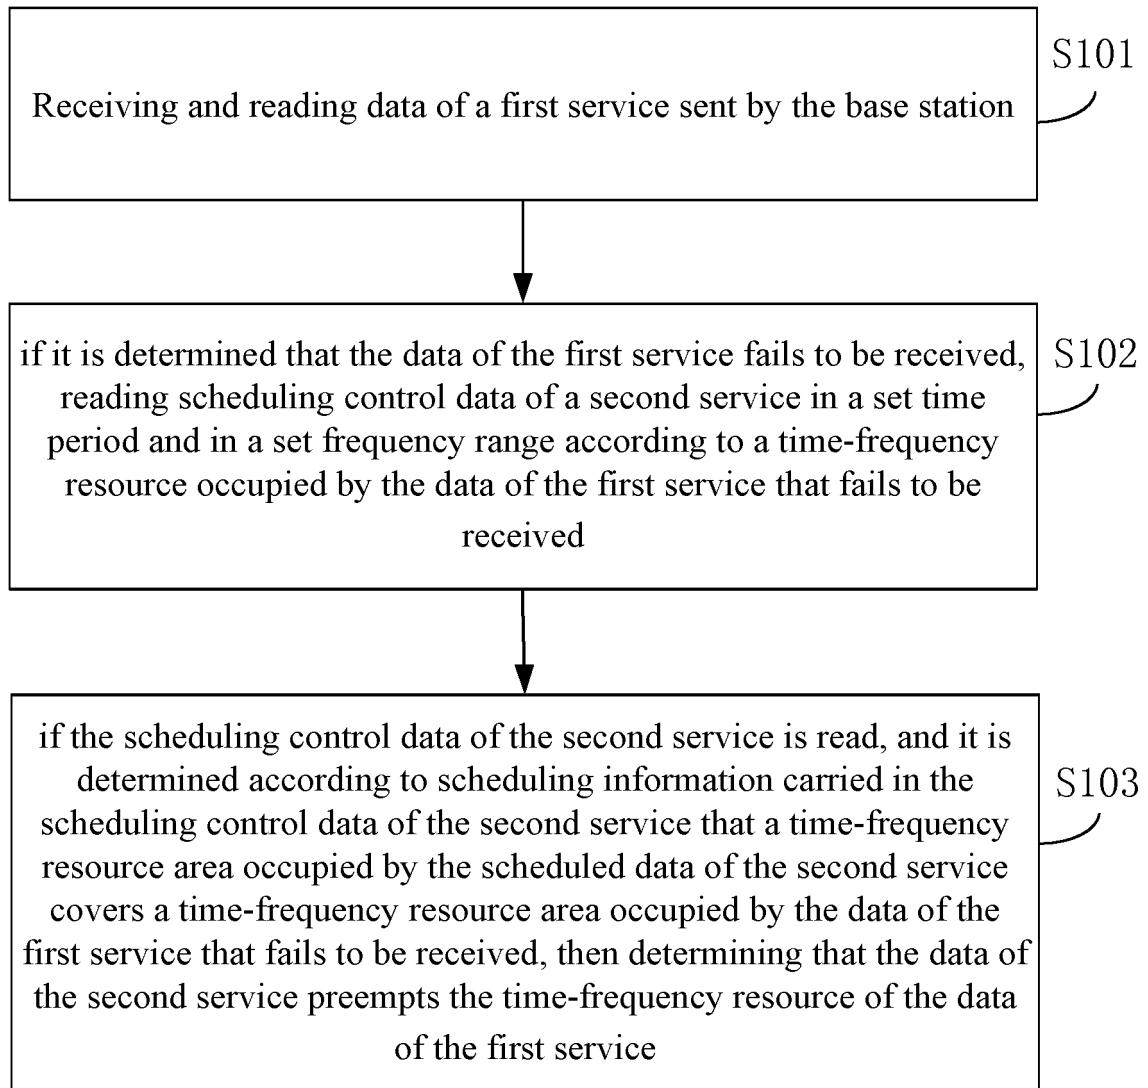 Receiving and reading data of a first service sent by the base station
S101
if it is determined that the data of the first service fails to be received,
reading scheduling control data of a second service in a set time
period and in a set frequency range according to a time-frequency
resource occupied by the data of the first service that fails to be
received
S102
if the scheduling control data of the second service is read, and it is
determined according to scheduling information carried in the
scheduling control data of the second service that a time-frequency
resource area occupied by the scheduled data of the second service
covers a time-frequency resource area occupied by the data of the
first service that fails to be received, then determining that the data of
the second service preempts the time-frequency resource of the data
of the first service
S103